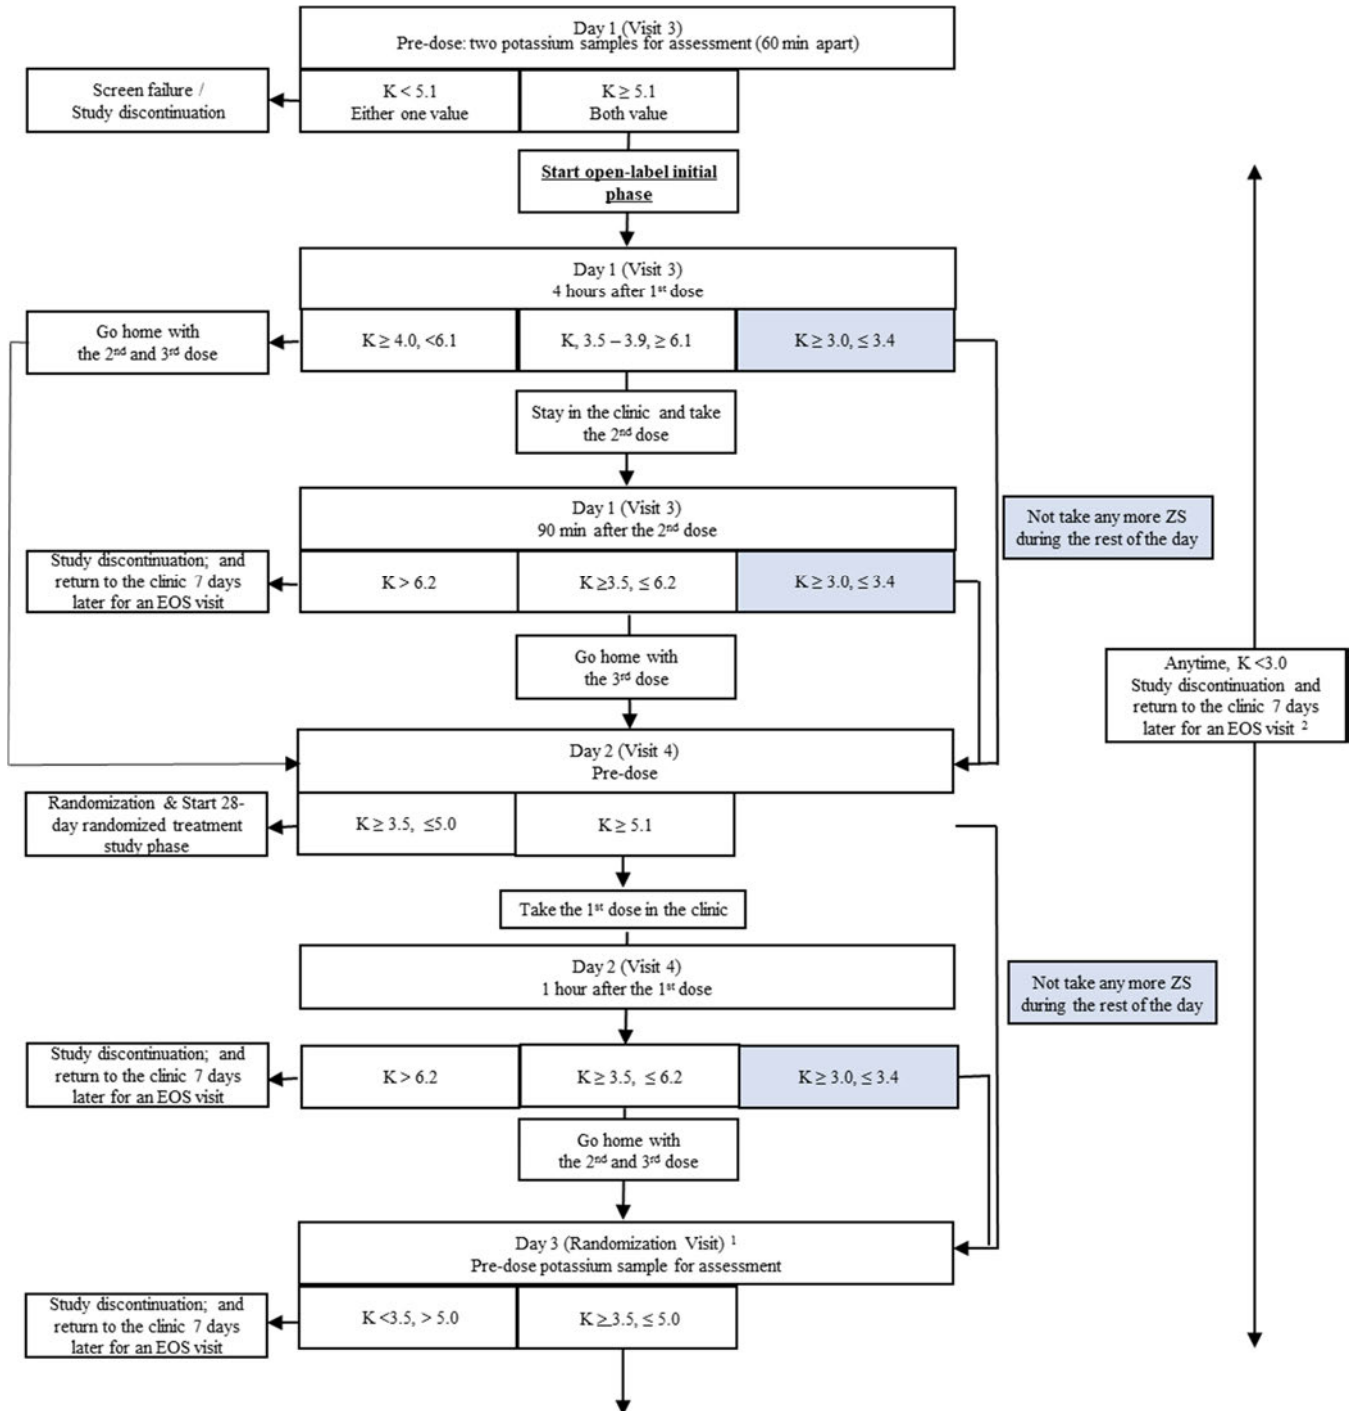 Day 1 (Visit 3)
Pre-dose: two potassium samples for assessment (60 min apart)
Screen failure /
Study discontinuation
K < 5.1
Either one value
K ≥ 5.1
Both value
Start open-label initial
phase
Day 1 (Visit 3)
4 hours after 1st dose
Go home with
the 2nd and 3rd dose
K ≥ 4.0, <6.1
K, 3.5 – 3.9, ≥ 6.1
K ≥ 3.0, ≤ 3.4
Stay in the clinic and take
the 2nd dose
Day 1 (Visit 3)
90 min after the 2nd dose
Not take any more ZS
during the rest of the day
Study discontinuation; and
return to the clinic 7 days
later for an EOS visit
K > 6.2
K ≥3.5, ≤ 6.2
K ≥ 3.0, ≤ 3.4
Go home with
the 3rd dose
Anytime, K <3.0
Study discontinuation and
return to the clinic 7 days
later for an EOS visit 2
Day 2 (Visit 4)
Pre-dose
Randomization & Start 28-
day randomized treatment
study phase
K ≥ 3.5, ≤5.0
K ≥ 5.1
Take the 1st dose in the clinic
Day 2 (Visit 4)
1 hour after the 1st dose
Not take any more ZS
during the rest of the day
Study discontinuation; and
return to the clinic 7 days
later for an EOS visit
K > 6.2
K ≥ 3.5, ≤ 6.2
K ≥ 3.0, ≤ 3.4
Go home with
the 2nd and 3rd dose
Day 3 (Randomization Visit) 1
Pre-dose potassium sample for assessment
Study discontinuation; and
return to the clinic 7 days
later for an EOS visit
K <3.5, > 5.0
K ≥3.5, ≤ 5.0